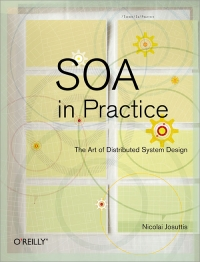 SOA
in Practice
The Art of Distributed System Design
Nicolai Josuttis
O'REILLY®